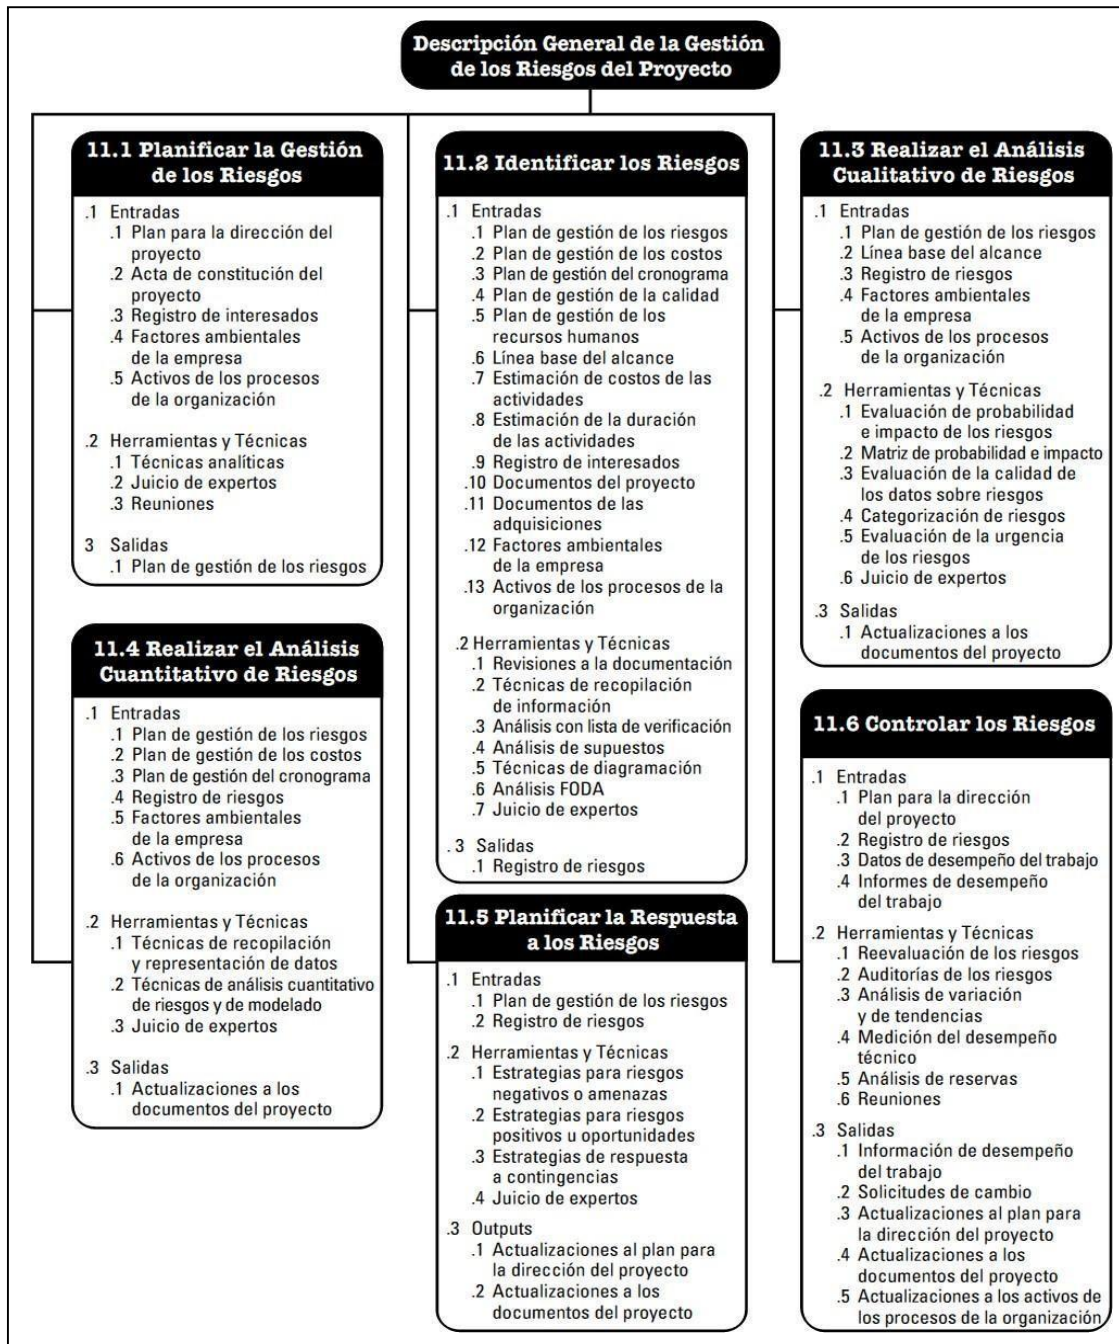 Descripción General de la Gestión
de los Riesgos del Proyecto
11.1 Planificar la Gestión
de los Riesgos
.1 Entradas
.1 Plan para la dirección del
proyecto
.2 Acta de constitución del
proyecto
.3 Registro de interesados
.4 Factores ambientales
de la empresa
.5 Activos de los procesos
de la organización
.2 Herramientas y Técnicas
.1 Técnicas analíticas
.2 Juicio de expertos
.3 Reuniones
3 Salidas
.1 Plan de gestión de los riesgos
11.2 Identificar los Riesgos
.1 Entradas
.1 Plan de gestión de los riesgos
.2 Plan de gestión de los costos
.3 Plan de gestión del cronograma
.4 Plan de gestión de la calidad
.5 Plan de gestión de los
recursos humanos
.6 Línea base del alcance
.7 Estimación de costos de las
actividades
.8 Estimación de la duración
de las actividades
.9 Registro de interesados
.10 Documentos del proyecto
.11 Documentos de las
adquisiciones
.12 Factores ambientales
de la empresa
.13 Activos de los procesos de la
organización
.2 Herramientas y Técnicas
.1 Revisiones a la documentación
.2 Técnicas de recopilación
de información
.3 Análisis con lista de verificación
.4 Análisis de supuestos
.5 Técnicas de diagramación
.6 Análisis FODA
.7 Juicio de expertos
.3 Salidas
.1 Registro de riesgos
11.3 Realizar el Análisis
Cualitativo de Riesgos
.1 Entradas
.1 Plan de gestión de los riesgos
.2 Línea base del alcance
.3 Registro de riesgos
.4 Factores ambientales
de la empresa
.5 Activos de los procesos
de la organización
.2 Herramientas y Técnicas
.1 Evaluación de probabilidad
e impacto de los riesgos
.2 Matriz de probabilidad e impacto
.3 Evaluación de la calidad de
los datos sobre riesgos
.4 Categorización de riesgos
.5 Evaluación de la urgencia
de los riesgos
.6 Juicio de expertos
.3 Salidas
.1 Actualizaciones a los
documentos del proyecto
11.4 Realizar el Análisis
Cuantitativo de Riesgos
.1 Entradas
.1 Plan de gestión de los riesgos
.2 Plan de gestión de los costos
.3 Plan de gestión del cronograma
.4 Registro de riesgos
.5 Factores ambientales
de la empresa
.6 Activos de los procesos
de la organización
.2 Herramientas y Técnicas
.1 Técnicas de recopilación
y representación de datos
.2 Técnicas de análisis cuantitativo
de riesgos y de modelado
.3 Juicio de expertos
.3 Salidas
.1 Actualizaciones a los
documentos del proyecto
11.5 Planificar la Respuesta
a los Riesgos
.1 Entradas
.1 Plan de gestión de los riesgos
.2 Registro de riesgos
.2 Herramientas y Técnicas
.1 Estrategias para riesgos
negativos o amenazas
.2 Estrategias para riesgos
positivos u oportunidades
.3 Estrategias de respuesta
a contingencias
.4 Juicio de expertos
.3 Outputs
.1 Actualizaciones al plan para
la dirección del proyecto
.2 Actualizaciones a los
documentos del proyecto
11.6 Controlar los Riesgos
.1 Entradas
.1 Plan para la dirección
del proyecto
.2 Registro de riesgos
.3 Datos de desempeño del trabajo
.4 Informes de desempeño
del trabajo
.2 Herramientas y Técnicas
.1 Reevaluación de los riesgos
.2 Auditorías de los riesgos
.3 Análisis de variación
y de tendencias
.4 Medición del desempeño
técnico
.5 Análisis de reservas
.6 Reuniones
.3 Salidas
.1 Información de desempeño
del trabajo
.2 Solicitudes de cambio
.3 Actualizaciones al plan para
la dirección del proyecto
.4 Actualizaciones a los
documentos del proyecto
.5 Actualizaciones a los activos de
los procesos de la organización